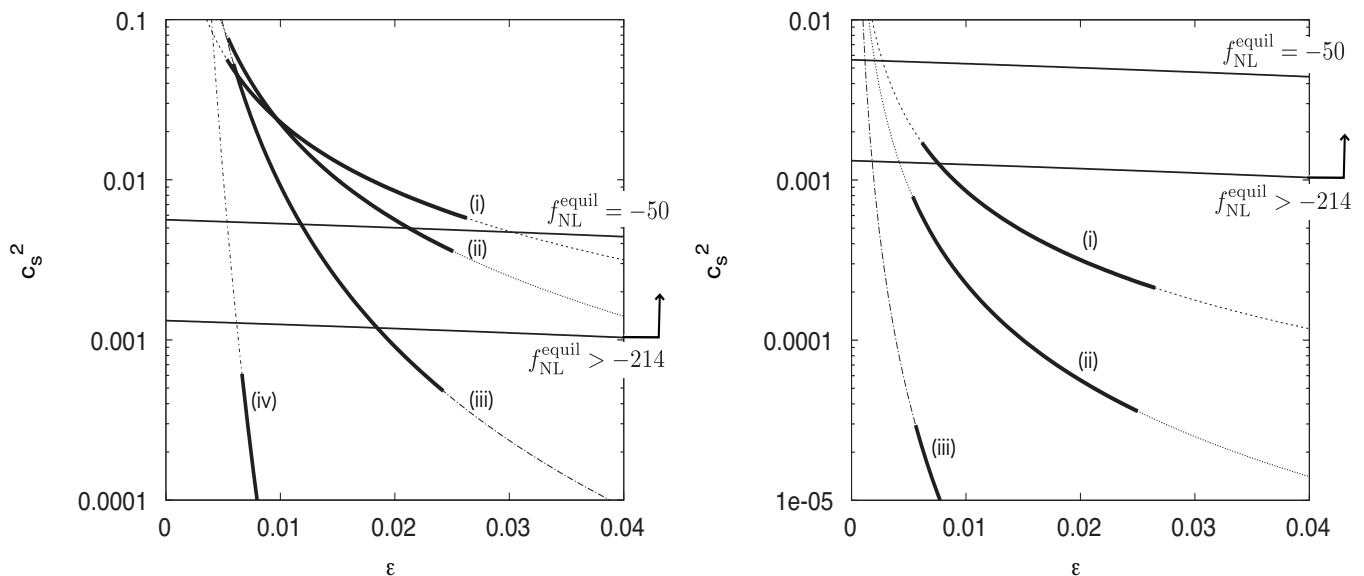 0.1
0.01
0.001
0.0001
c_s^2
0
0.01
0.02
0.03
0.04
ε
(i)
(ii)
(iii)
(iv)
f_NL^equil = −50
f_NL^equil > −214
0.01
0.001
0.0001
1e-05
c_s^2
0
0.01
0.02
0.03
0.04
ε
(i)
(ii)
(iii)
f_NL^equil = −50
f_NL^equil > −214